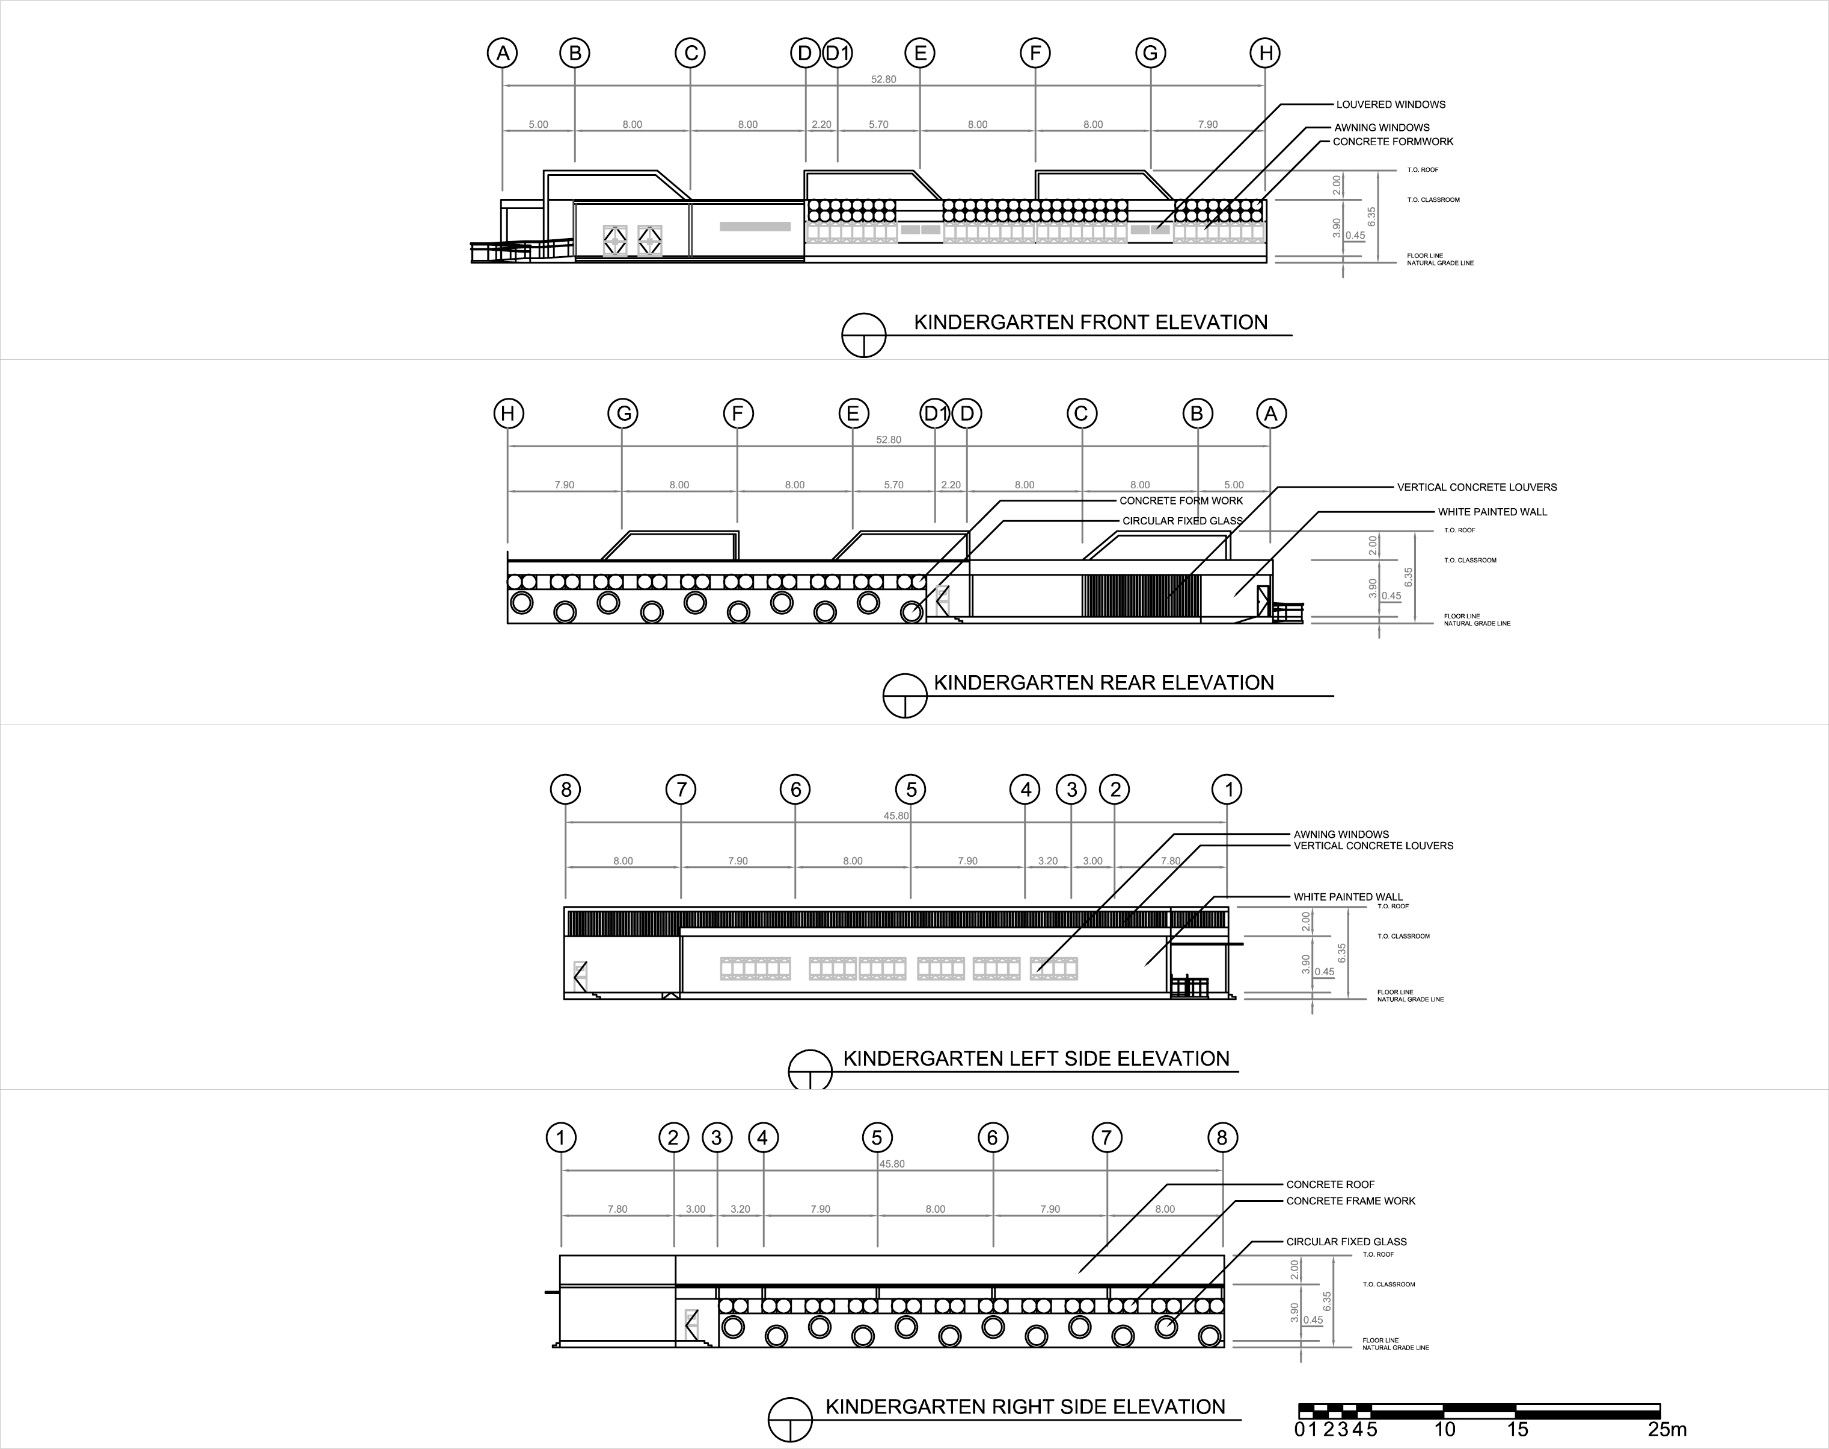 A B C D D1 E F G H
52.80
5.00 8.00 8.00 2.20 5.70 8.00 8.00 7.90
LOUVERED WINDOWS
AWNING WINDOWS
CONCRETE FORMWORK
T.O. ROOF
2.00
T.O. CLASSROOM
3.90 0.45 6.35
FLOOR LINE
NATURAL GRADE LINE
KINDERGARTEN FRONT ELEVATION
H G F E D1 D C B A
52.80
7.90 8.00 8.00 5.70 2.20 8.00 8.00 5.00
VERTICAL CONCRETE LOUVERS
CONCRETE FORM WORK
WHITE PAINTED WALL
CIRCULAR FIXED GLASS
T.O. ROOF
2.00
T.O. CLASSROOM
3.90 0.45 6.35
FLOOR LINE
NATURAL GRADE LINE
KINDERGARTEN REAR ELEVATION
8 7 6 5 4 3 2 1
45.80
8.00 7.90 8.00 7.90 3.20 3.00 7.80
AWNING WINDOWS
VERTICAL CONCRETE LOUVERS
WHITE PAINTED WALL
T.O. ROOF
2.00
T.O. CLASSROOM
3.90 0.45 6.35
FLOOR LINE
NATURAL GRADE LINE
KINDERGARTEN LEFT SIDE ELEVATION
1 2 3 4 5 6 7 8
45.80
7.80 3.00 3.20 7.90 8.00 7.90 8.00
CONCRETE ROOF
CONCRETE FRAME WORK
CIRCULAR FIXED GLASS
T.O. ROOF
2.00
T.O. CLASSROOM
3.90 0.45 6.35
FLOOR LINE
NATURAL GRADE LINE
KINDERGARTEN RIGHT SIDE ELEVATION
0 1 2 3 4 5 10 15 25m